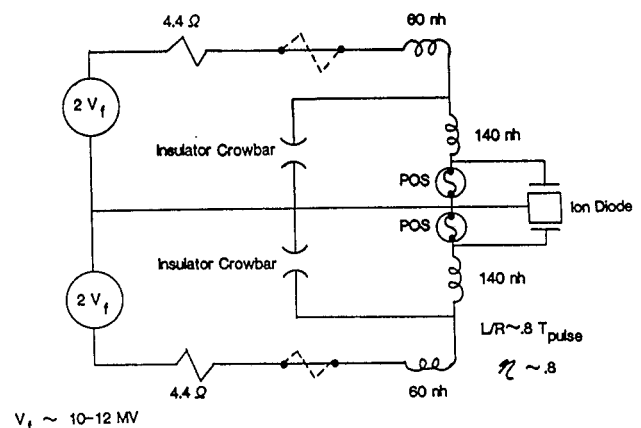 4.4 Ω
60 nh
2 V_f
Insulator Crowbar
140 nh
POS
Ion Diode
POS
Insulator Crowbar
2 V_f
140 nh
L/R~.8 T_pulse
η ~.8
4.4 Ω
60 nh
V_f ~ 10-12 MV